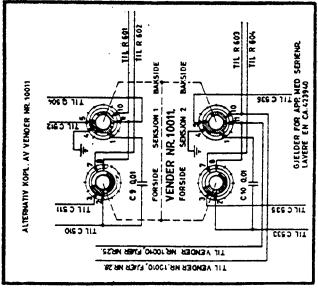 ALTERNATIV KOPL. AV VENDER NR. 10011
TIL Q 504
TIL C 512
TIL C 511
TIL C 510
TIL R 601
TIL R 602
BAKSIDE
SEKSJON 1
FORSIDE
C 9 0,01
VENDER NR. 10011.
BAKSIDE
SEKSJON 2
FORSIDE
C 10 0,01
TIL R 603
TIL R 604
TIL C 536
TIL C 535
TIL C 533
TIL VENDER NR. 10010, FJÆR NR 25.
TIL VENDER NR. 10010, FJÆR NR 28.
GJELDER FOR APP. MED SERIENR.
LAVERE EN CA. 423940